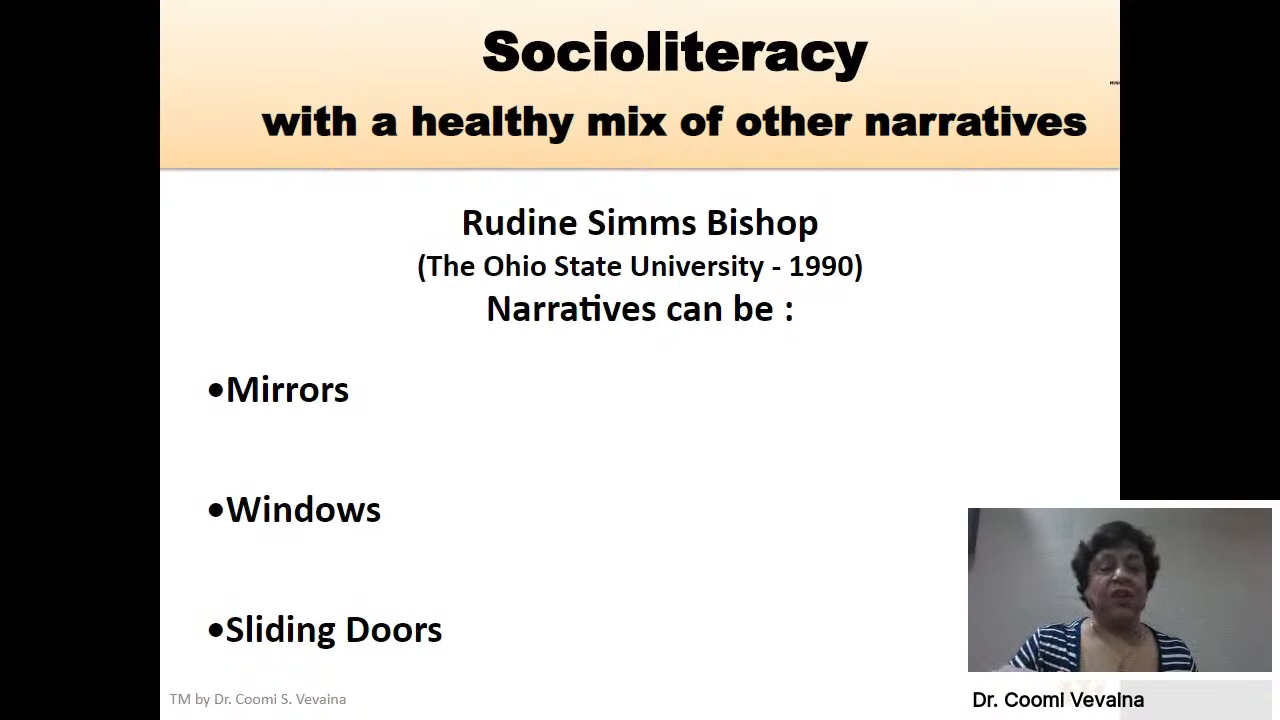 Socioliteracy
with a healthy mix of other narratives
Rudine Simms Bishop
(The Ohio State University - 1990)
Narratives can be :
•Mirrors
•Windows
•Sliding Doors
TM by Dr. Coomi S. Vevaina
Dr. Coomi Vevaina